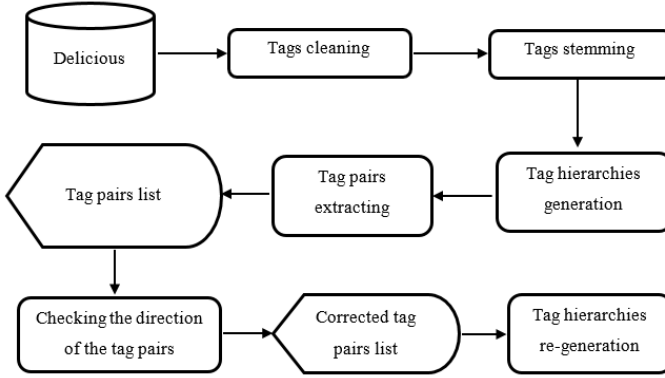 Delicious
Tags cleaning
Tags stemming
Tag hierarchies
generation
Tag pairs
extracting
Tag pairs list
Checking the direction
of the tag pairs
Corrected tag
pairs list
Tag hierarchies
re-generation